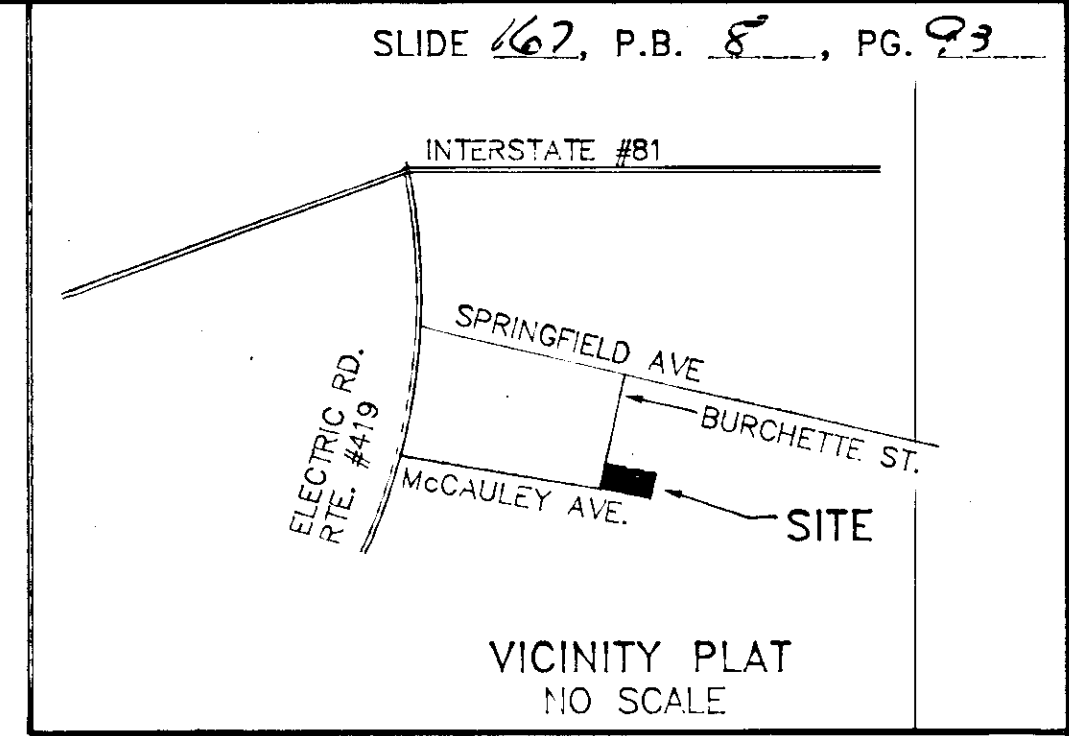 SLIDE 167, P.B. 8, PG. 93
INTERSTATE #81
SPRINGFIELD AVE
BURCHETTE ST.
ELECTRIC RD.
RTE. #419
McCAULEY AVE.
SITE
VICINITY PLAT
NO SCALE